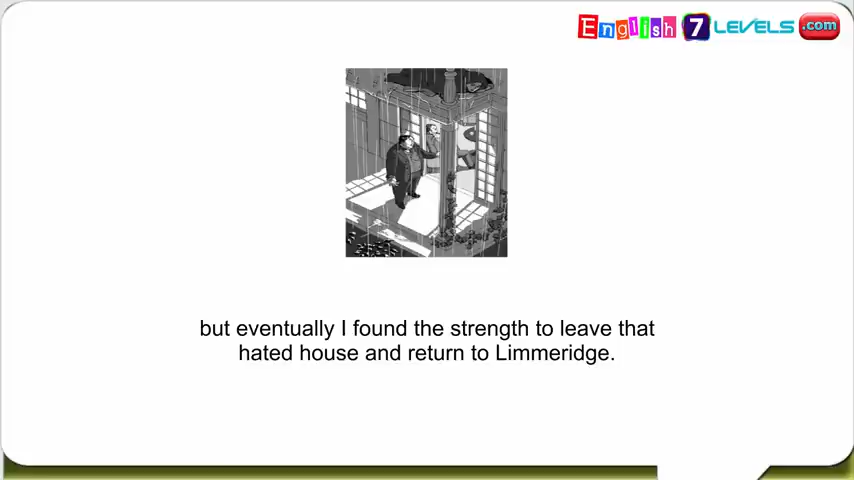 English 7 LEVELS .com
but eventually I found the strength to leave that
hated house and return to Limmeridge.